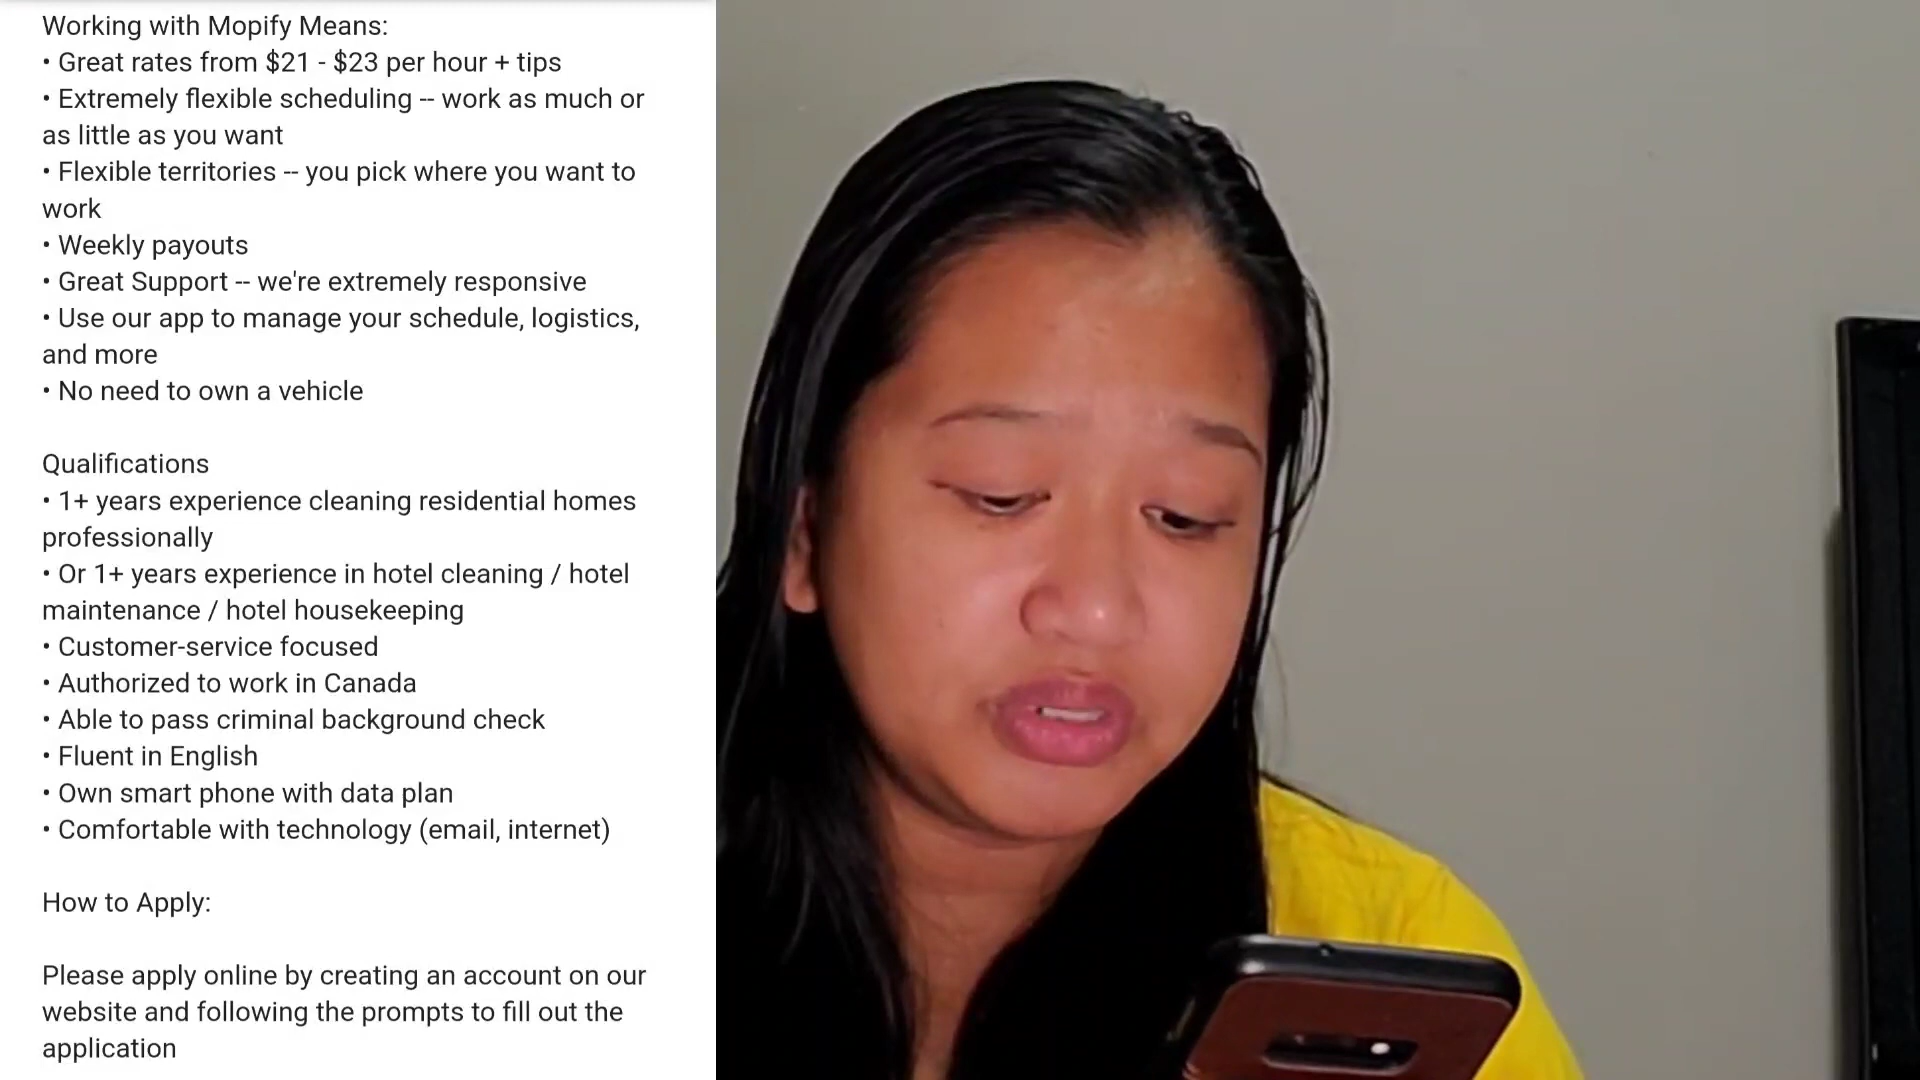 Working with Mopify Means:
• Great rates from $21 - $23 per hour + tips
• Extremely flexible scheduling -- work as much or
as little as you want
• Flexible territories -- you pick where you want to
work
• Weekly payouts
• Great Support -- we're extremely responsive
• Use our app to manage your schedule, logistics,
and more
• No need to own a vehicle
Qualifications
• 1+ years experience cleaning residential homes
professionally
• Or 1+ years experience in hotel cleaning / hotel
maintenance / hotel housekeeping
• Customer-service focused
• Authorized to work in Canada
• Able to pass criminal background check
• Fluent in English
• Own smart phone with data plan
• Comfortable with technology (email, internet)
How to Apply:
Please apply online by creating an account on our
website and following the prompts to fill out the
application